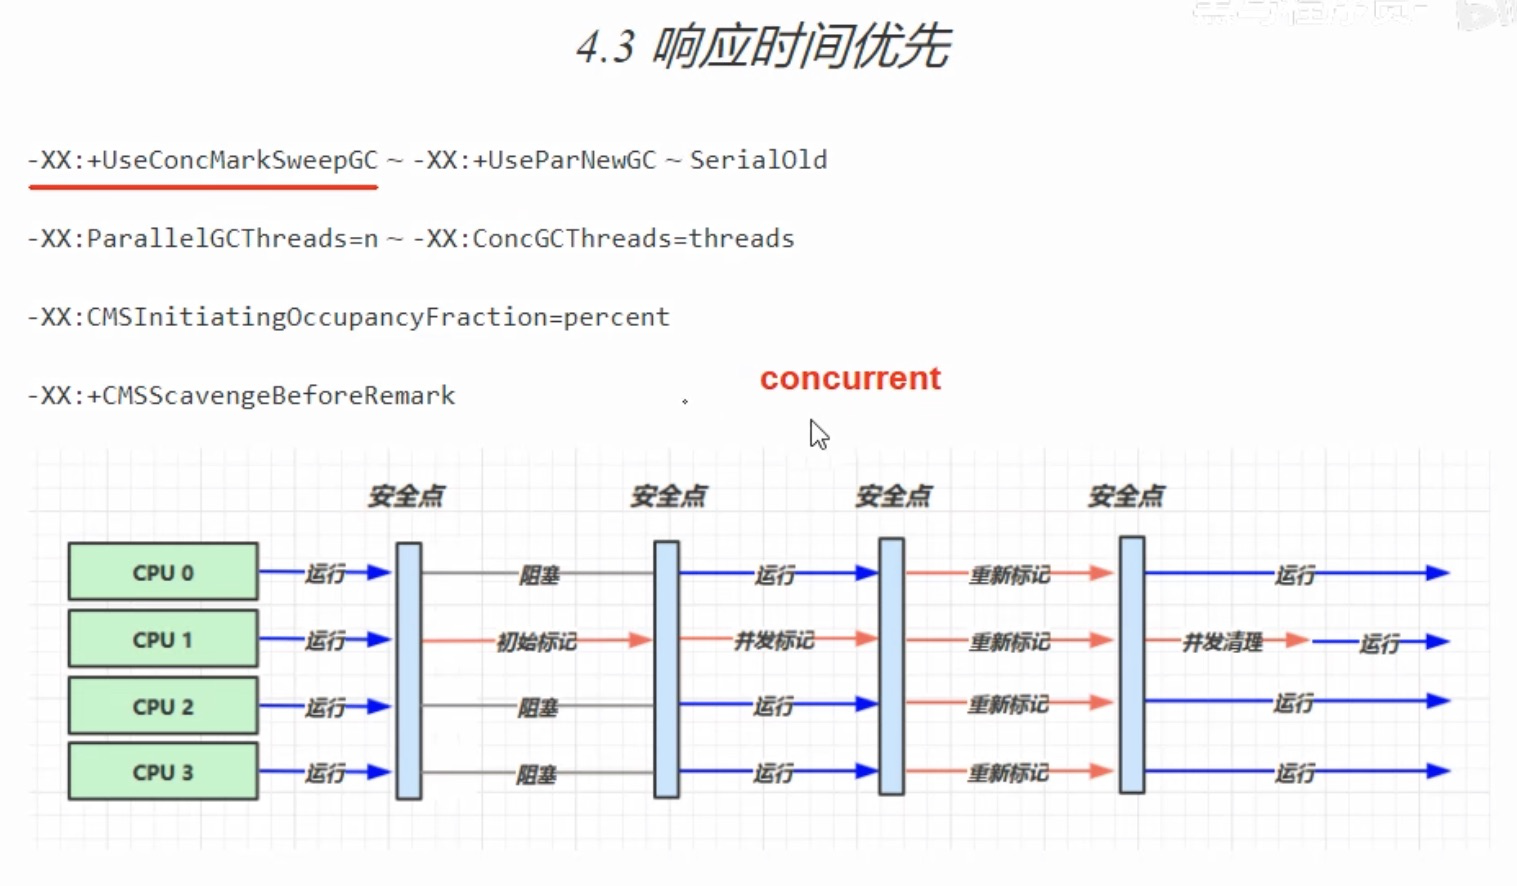 4.3 响应时间优先
-XX:+UseConcMarkSweepGC ~ -XX:+UseParNewGC ~ SerialOld
-XX:ParallelGCThreads=n ~ -XX:ConcGCThreads=threads
-XX:CMSInitiatingOccupancyFraction=percent
concurrent
-XX:+CMSScavengeBeforeRemark
安全点 安全点 安全点 安全点
CPU 0 运行 阻塞 运行 重新标记 运行
CPU 1 运行 初始标记 并发标记 重新标记 并发清理 运行
CPU 2 运行 阻塞 运行 重新标记 运行
CPU 3 运行 阻塞 运行 重新标记 运行